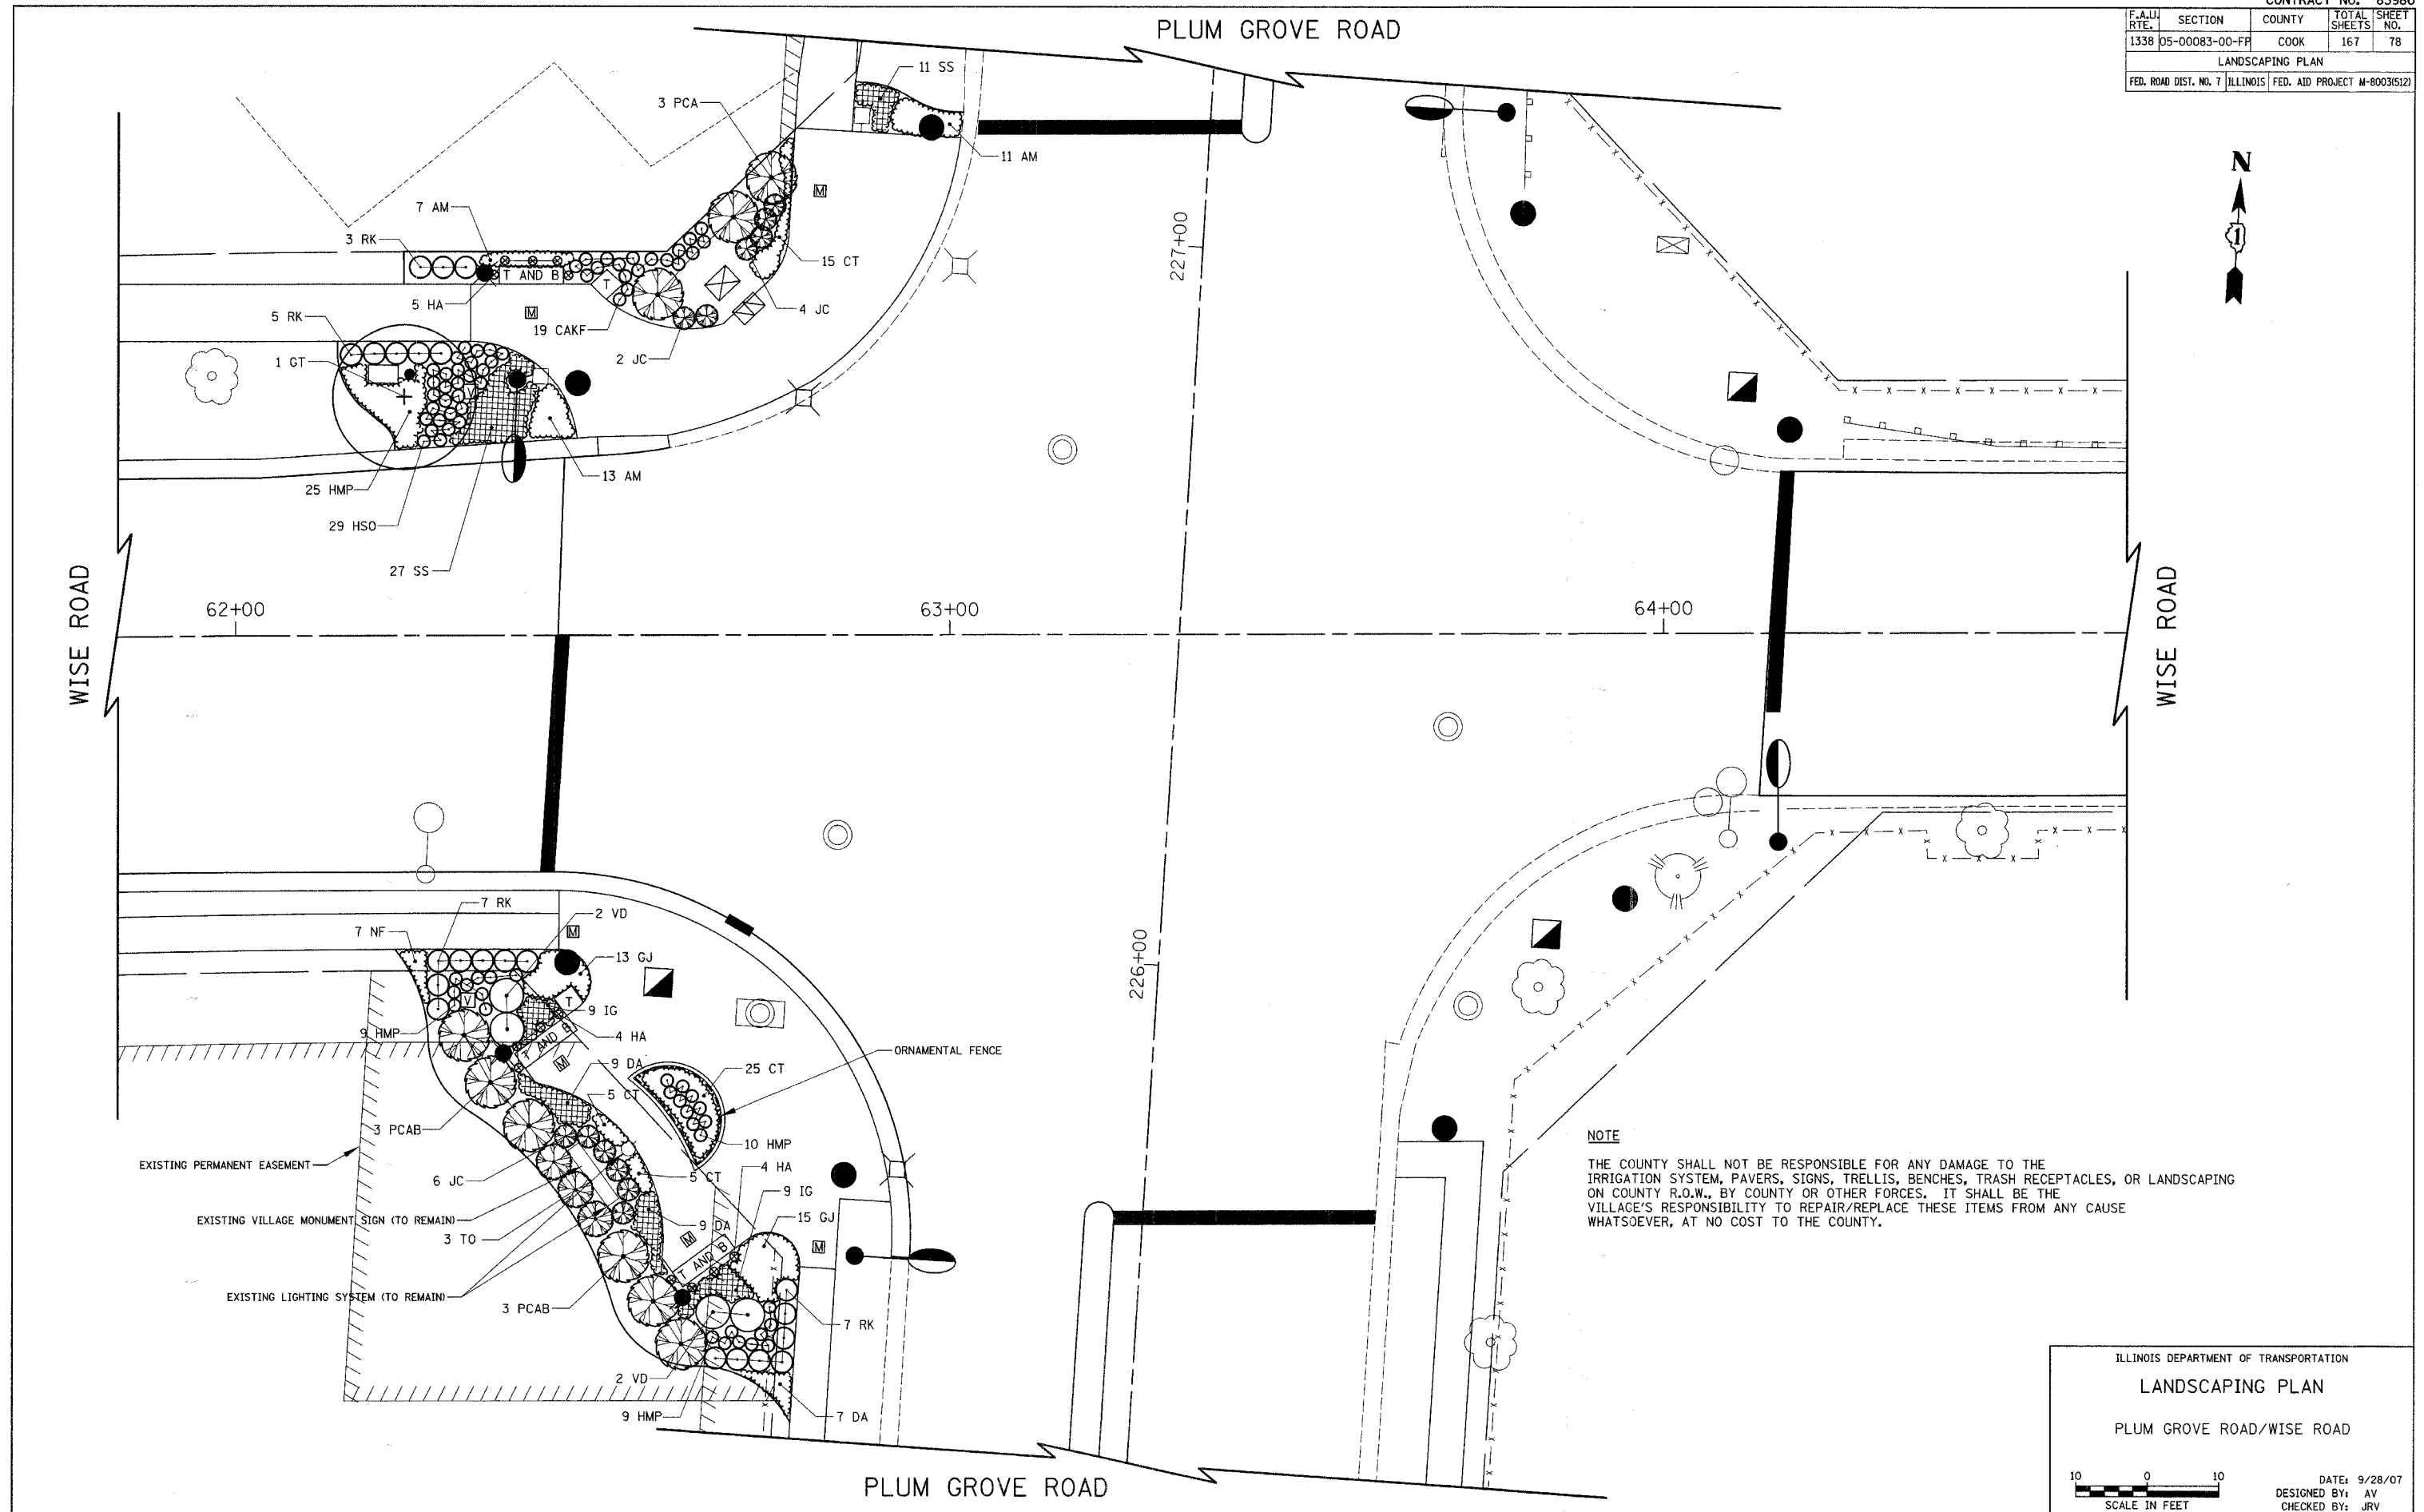 CONTRACT NO. 83986
F.A.U. RTE. SECTION COUNTY TOTAL SHEETS SHEET NO.
1338 05-00083-00-FP COOK 167 78
LANDSCAPING PLAN
FED. ROAD DIST. NO. 7 ILLINOIS FED. AID PROJECT M-8003(512)
PLUM GROVE ROAD
11 SS
3 PCA
11 AM
M
N
1
7 AM
3 RK
T AND B
T
15 CT
227+00
5 HA
4 JC
5 RK
M
19 CAKF
2 JC
1 GT
V
25 HMP
13 AM
29 HSO
27 SS
WISE ROAD
62+00
63+00
64+00
WISE ROAD
7 RK
2 VD
7 NF
M
13 GJ
226+00
V
T
9 IG
9 HMP
4 HA
T AND B
M
ORNAMENTAL FENCE
9 DA
25 CT
5 CT
3 PCAB
10 HMP
NOTE
EXISTING PERMANENT EASEMENT
4 HA
THE COUNTY SHALL NOT BE RESPONSIBLE FOR ANY DAMAGE TO THE
IRRIGATION SYSTEM, PAVERS, SIGNS, TRELLIS, BENCHES, TRASH RECEPTACLES, OR LANDSCAPING
ON COUNTY R.O.W., BY COUNTY OR OTHER FORCES. IT SHALL BE THE
VILLAGE'S RESPONSIBILITY TO REPAIR/REPLACE THESE ITEMS FROM ANY CAUSE
WHATSOEVER, AT NO COST TO THE COUNTY.
6 JC
5 CT
9 IG
EXISTING VILLAGE MONUMENT SIGN (TO REMAIN)
15 GJ
9 DA
3 TO
M
M
T AND B
EXISTING LIGHTING SYSTEM (TO REMAIN)
3 PCAB
7 RK
2 VD
9 HMP
7 DA
PLUM GROVE ROAD
ILLINOIS DEPARTMENT OF TRANSPORTATION
LANDSCAPING PLAN
PLUM GROVE ROAD/WISE ROAD
10 0 10
SCALE IN FEET
DATE: 9/28/07
DESIGNED BY: AV
CHECKED BY: JRV